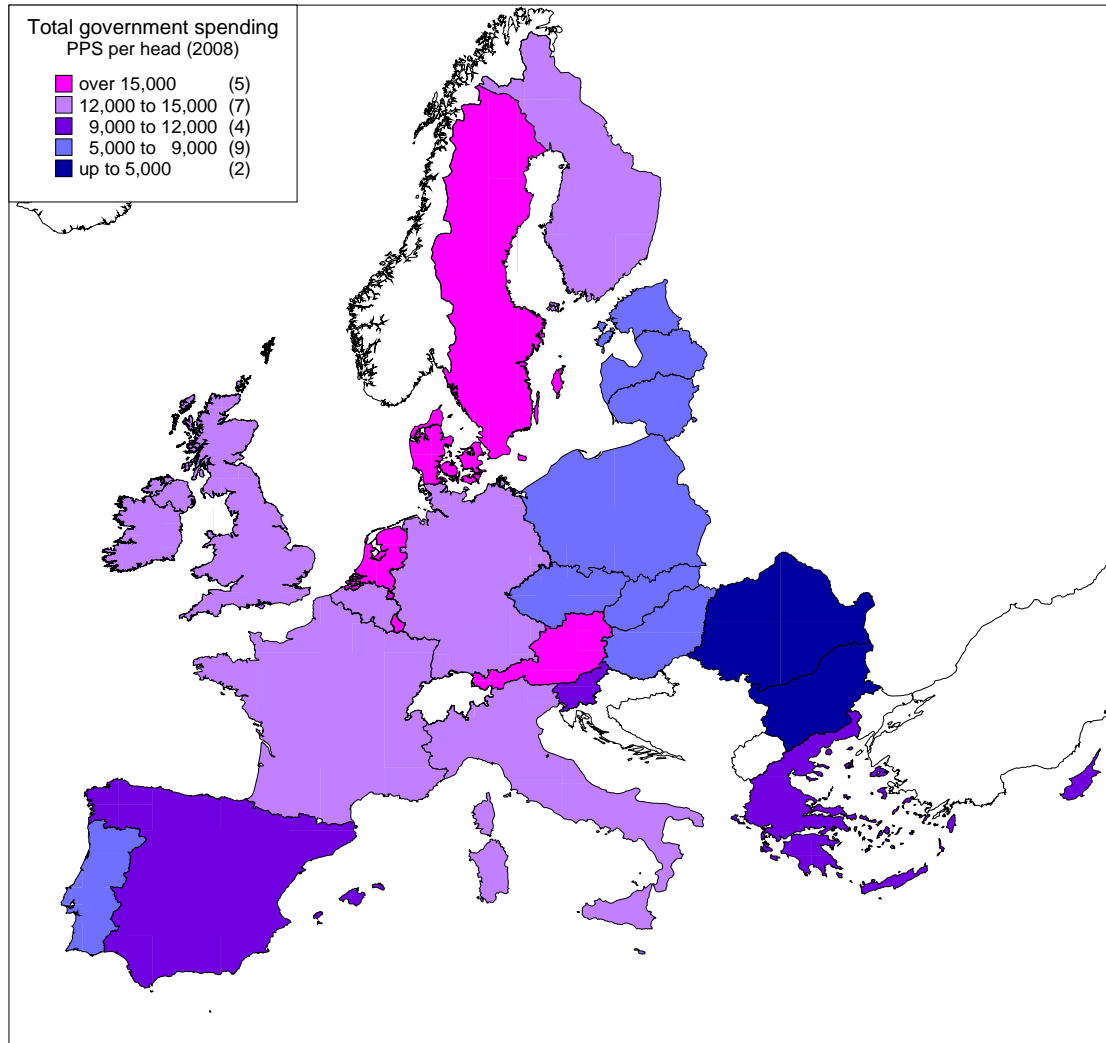 Total government spending
PPS per head (2008)
over 15,000 (5)
12,000 to 15,000 (7)
9,000 to 12,000 (4)
5,000 to 9,000 (9)
up to 5,000 (2)